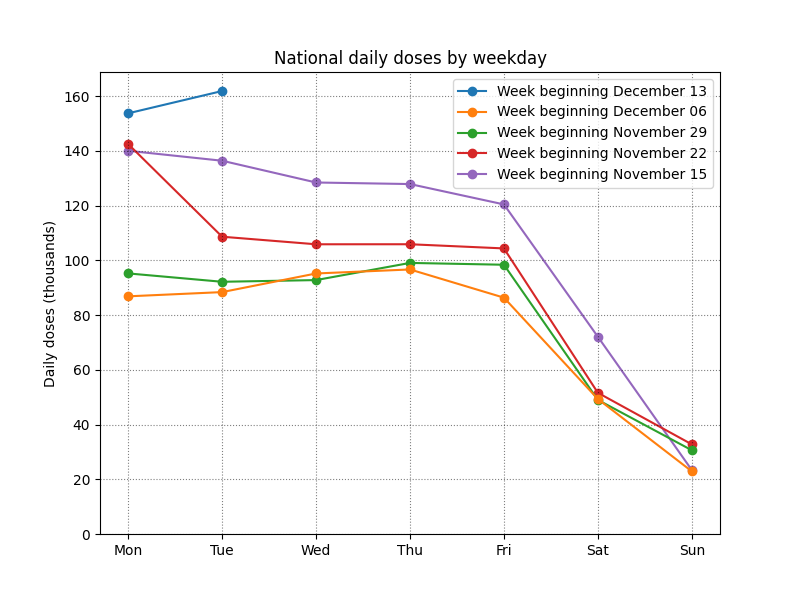 National daily doses by weekday
Daily doses (thousands)
160
140
120
100
80
60
40
20
0
Week beginning December 13
Week beginning December 06
Week beginning November 29
Week beginning November 22
Week beginning November 15
Mon Tue Wed Thu Fri Sat Sun